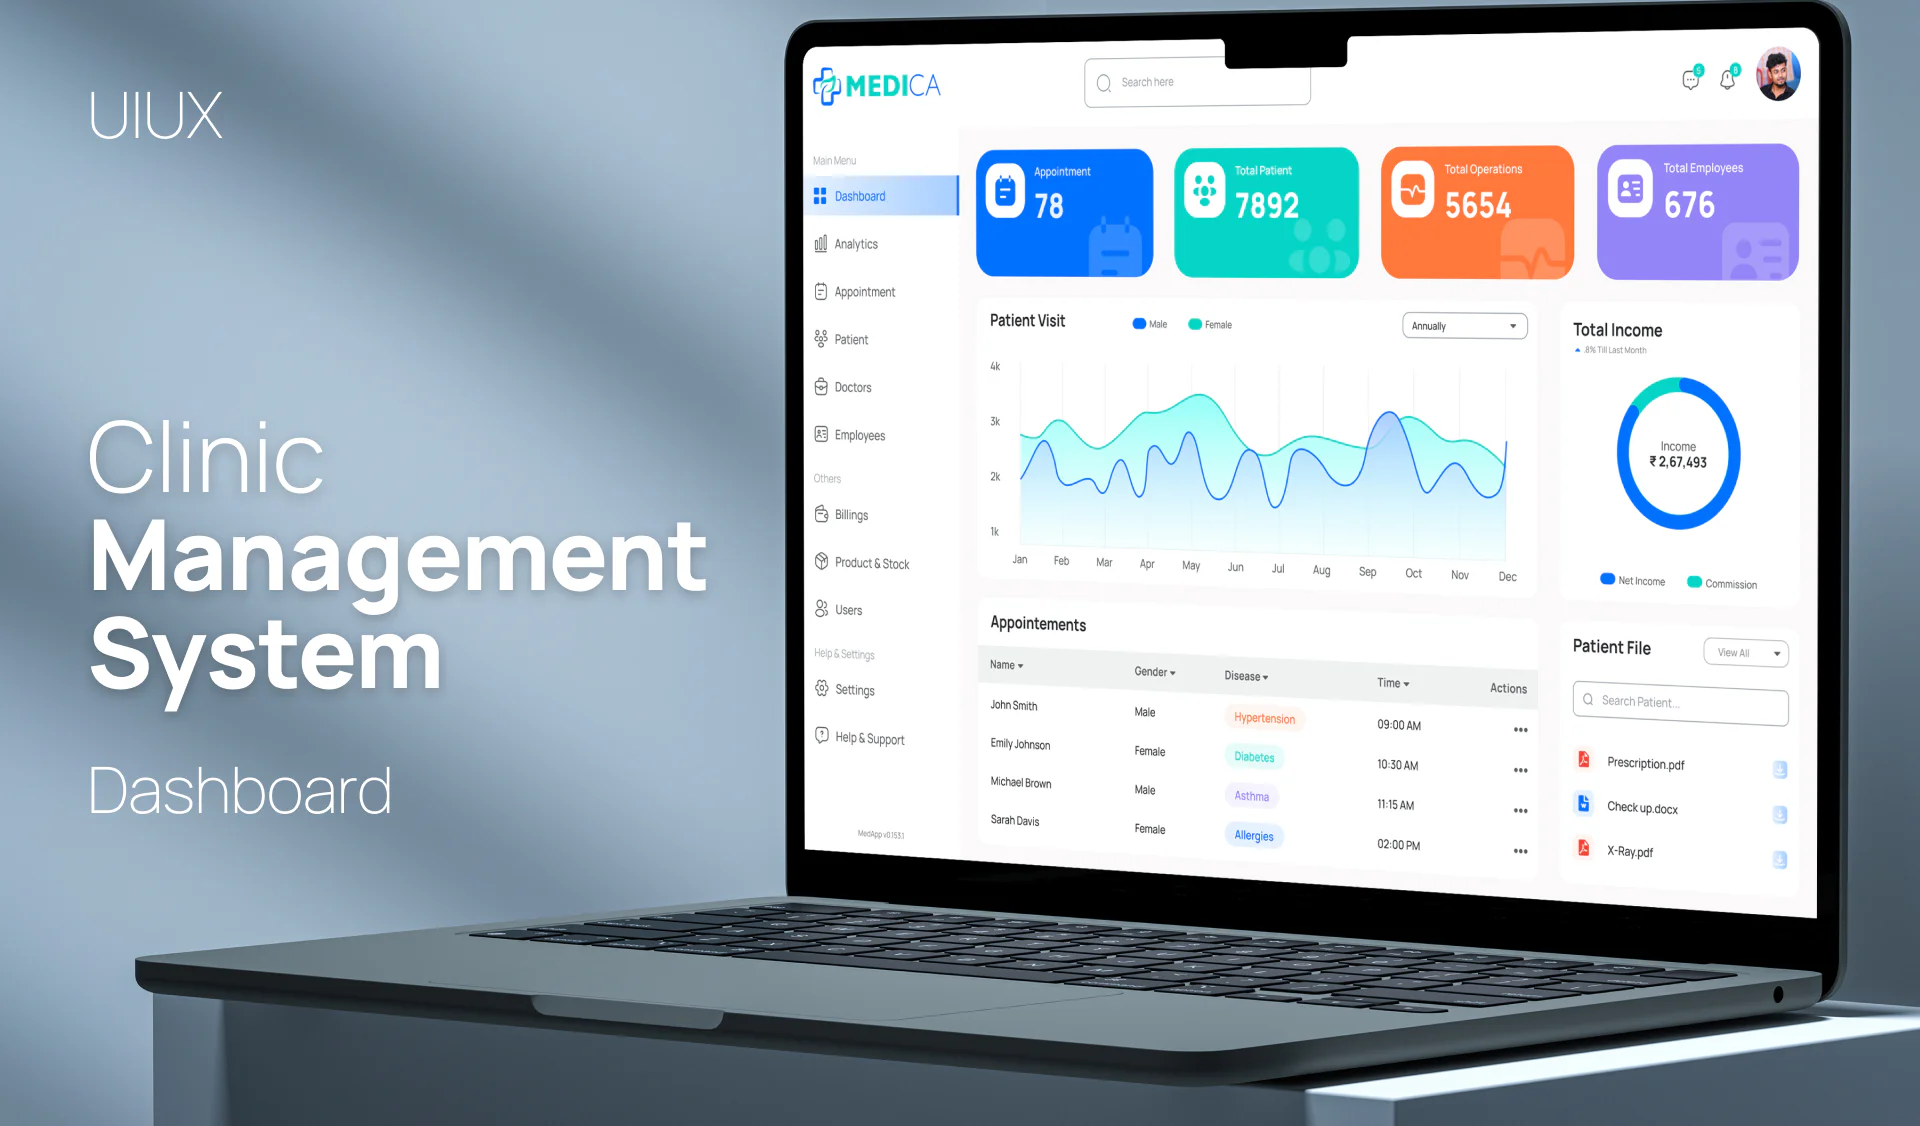 UIUX
Clinic
Management
System
Dashboard
MEDICA
Search here
5
8
Main Menu
Dashboard
Analytics
Appointment
Patient
Doctors
Employees
Others
Billings
Product & Stock
Users
Help & Settings
Settings
Help & Support
MedApp v0.153.1
Appointment
78
Total Patient
7892
Total Operations
5654
Total Employees
676
Patient Visit
Male
Female
Annually
4k
3k
2k
1k
Jan Feb Mar Apr May Jun Jul Aug Sep Oct Nov Dec
Total Income
.8% Till Last Month
Income
₹ 2,67,493
Net Income
Commission
Appointements
Name Gender Disease Time Actions
John Smith Male Hypertension 09:00 AM
Emily Johnson Female Diabetes 10:30 AM
Michael Brown Male Asthma 11:15 AM
Sarah Davis Female Allergies 02:00 PM
Patient File
View All
Search Patient...
Prescription.pdf
Check up.docx
X-Ray.pdf